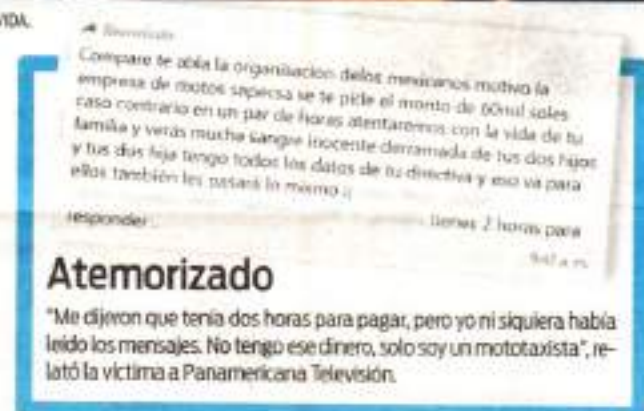 VIDA.
Reenviado
Compare te abla la organisacion delos mexicanos motivo la
empresa de motos sapecsa se te pide el monto de 60mil soles
caso contrario en un par de horas atentaremos con la vida de tu
familia y verás mucha sangre inocente derramada de tus dos hijos
y tus dos hija tengo todos los datos de tu directiva y eso va para
ellos también les pasará lo mismo
tienes 2 horas para
responder
9:47 a. m.
Atemorizado
"Me dijeron que tenía dos horas para pagar, pero yo ni siquiera había
leído los mensajes. No tengo ese dinero, solo soy un mototaxista", re-
lató la víctima a Panamericana Televisión.